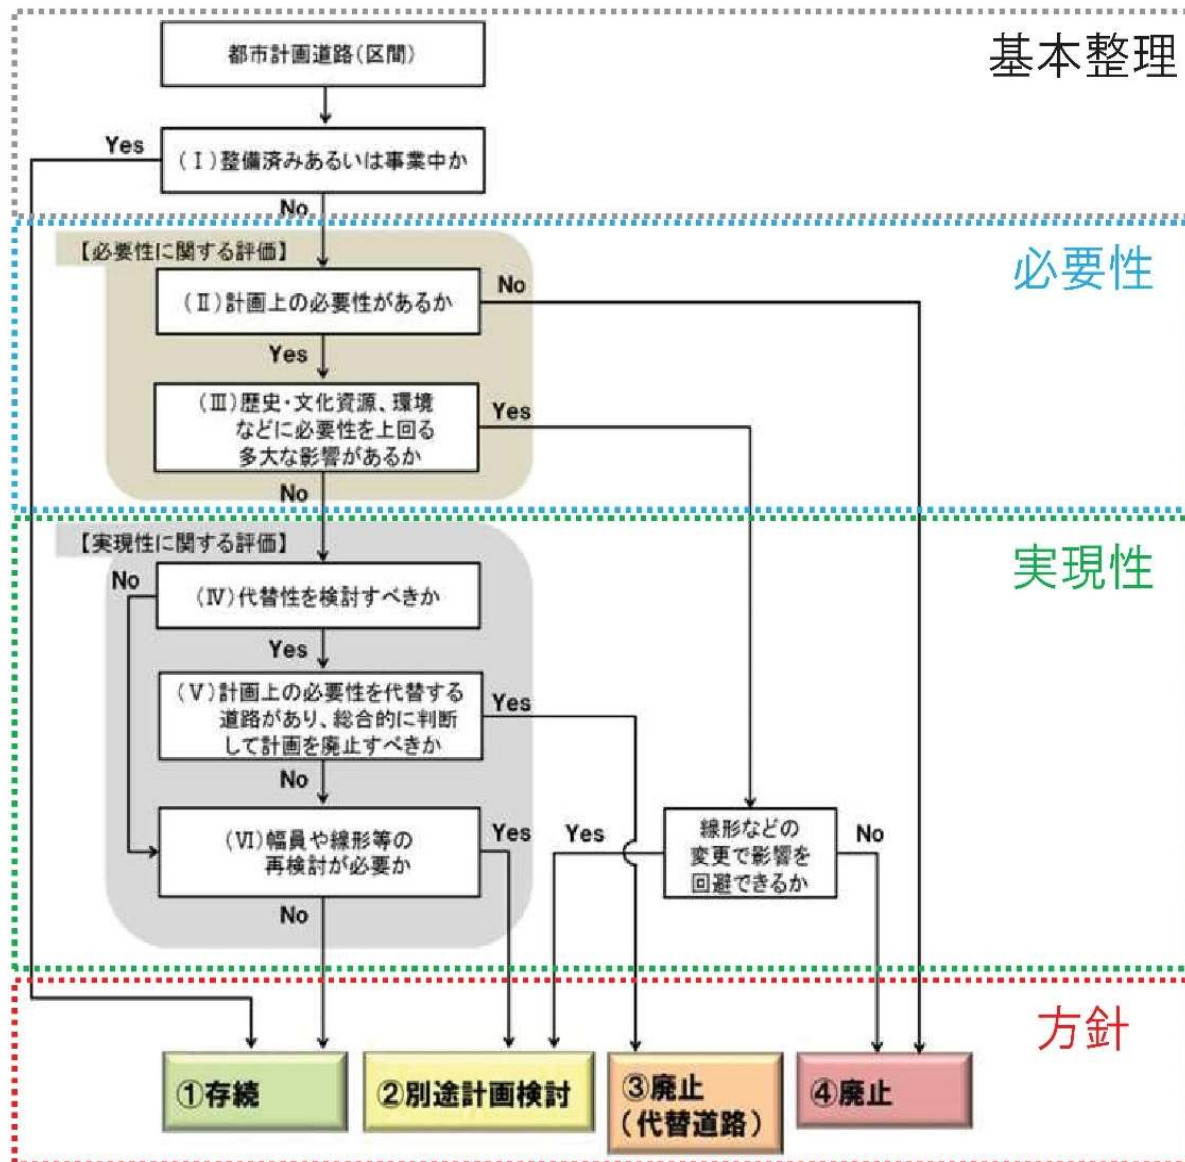 基本整理
都市計画道路(区間)
Yes
(Ⅰ)整備済みあるいは事業中か
No
必要性
【必要性に関する評価】
(Ⅱ)計画上の必要性があるか
No
Yes
(Ⅲ)歴史・文化資源、環境
などに必要性を上回る
多大な影響があるか
Yes
No
実現性
【実現性に関する評価】
No
(Ⅳ)代替性を検討すべきか
Yes
(Ⅴ)計画上の必要性を代替する
道路があり、総合的に判断
して計画を廃止すべきか
Yes
No
(Ⅵ)幅員や線形等の
再検討が必要か
Yes
No
Yes
線形などの
変更で影響を
回避できるか
No
方針
①存続
②別途計画検討
③廃止
(代替道路)
④廃止